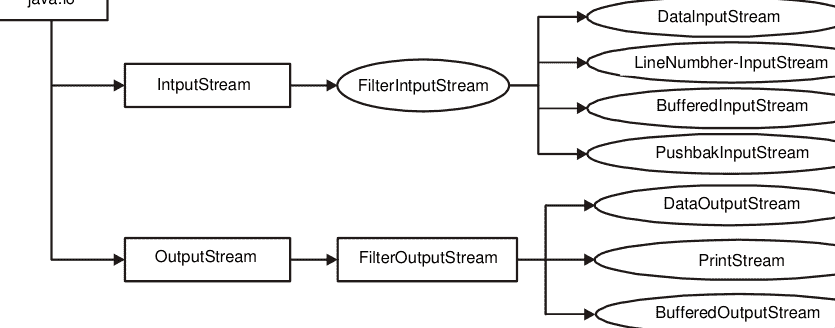 java.io
IntputStream
FilterIntputStream
DataInputStream
LineNumbher-InputStream
BufferedInputStream
PushbakInputStream
OutputStream
FilterOutputStream
DataOutputStream
PrintStream
BufferedOutputStream